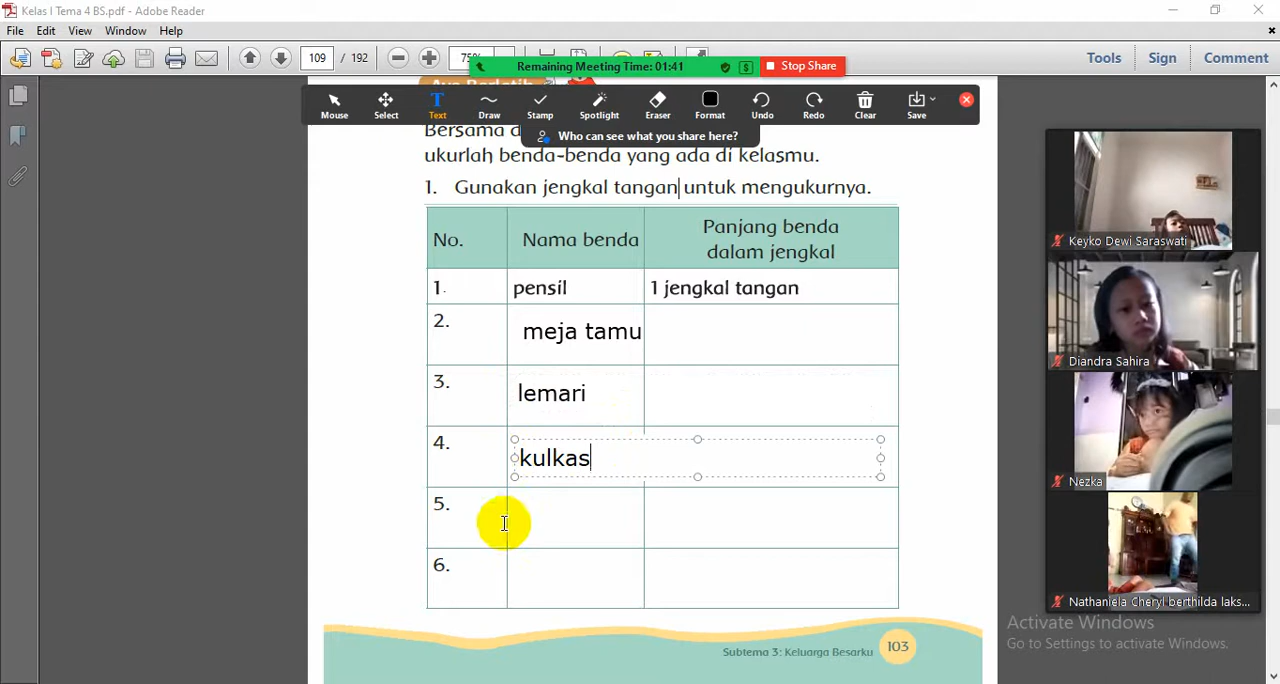 Kelas I Tema 4 BS.pdf - Adobe Reader
File Edit View Window Help
109 / 192 75%
Tools Sign Comment
Remaining Meeting Time: 01:41
Stop Share
Mouse Select Text Draw Stamp Spotlight Eraser Format Undo Redo Clear Save
Who can see what you share here?
Bersama
ukurlah benda-benda yang ada di kelasmu.
1. Gunakan jengkal tangan untuk mengukurnya.
No. Nama benda Panjang benda
dalam jengkal
1. pensil 1 jengkal tangan
2. meja tamu
3. lemari
4. kulkas
5.
6.
Subtema 3: Keluarga Besarku 103
Keyko Dewi Saraswati
Diandra Sahira
Nezka
Nathaniela Cheryl berthilda laks...
Activate Windows
Go to Settings to activate Windows.